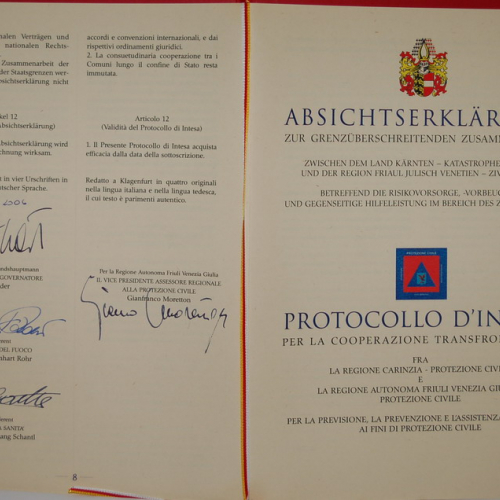 nalen Verträgen und
nationalen Rechts-
Zusammenarbeit der
der Staatsgrenzen wer-
bsichtserklärung nicht
kel 12
Absichtserklärung)
bsichtserklärung wird
chnung wirksam.
t in vier Urschriften in
utscher Sprache.
2006
ndeshauptmann
GOVERNATORE
der
DEL FUOCO
nhart Rohr
SANITA'
ang Schantl
8
accordi e convenzioni internazionali, e dai
rispettivi ordinamenti giuridici.
2. La consuetudinaria cooperazione tra i
Comuni lungo il confine di Stato resta
immutata.
Articolo 12
(Validità del Protocollo di Intesa)
1. Il Presente Protocollo di Intesa acquista
efficacia dalla data della sottoscrizione.
Redatto a Klagenfurt in quattro originali
nella lingua italiana e nella lingua tedesca,
il cui testo è parimenti autentico.
Per la Regione Autonoma Friuli Venezia Giulia
IL VICE PRESIDENTE ASSESSORE REGIONALE
ALLA PROTEZIONE CIVILE
Gianfranco Moretton
ABSICHTSERKLÄR
ZUR GRENZÜBERSCHREITENDEN ZUSAMM
ZWISCHEN DEM LAND KÄRNTEN – KATASTROPHE
UND DER REGION FRIAUL JULISCH VENETIEN – ZIV
BETREFFEND DIE RISIKOVORSORGE, -VORBEUG
UND GEGENSEITIGE HILFELEISTUNG IM BEREICH DES Z
PROTOCOLLO D'IN
PER LA COOPERAZIONE TRANSFRO
FRA
LA REGIONE CARINZIA - PROTEZIONE CIV
E
LA REGIONE AUTONOMA FRIULI VENEZIA GIU
PROTEZIONE CIVILE
PER LA PREVISIONE, LA PREVENZIONE E L'ASSISTENZA
AI FINI DI PROTEZIONE CIVILE